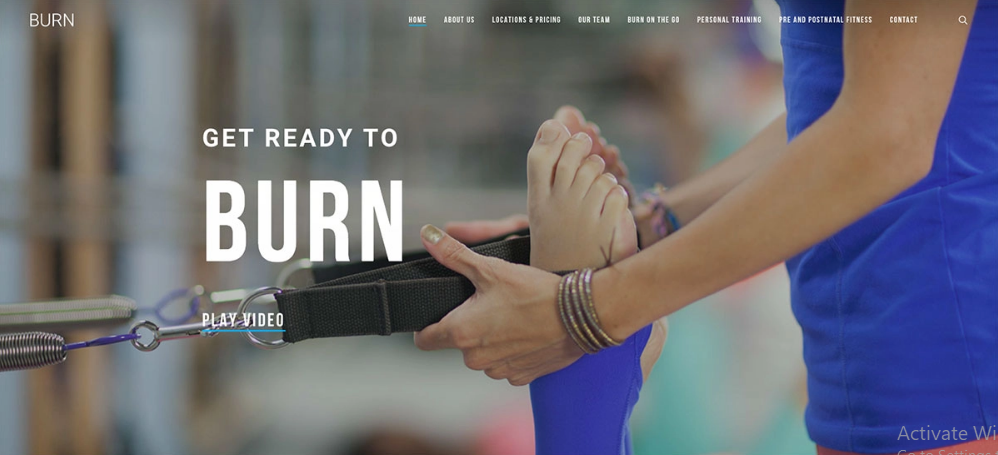 BURN
HOME
ABOUT US
LOCATIONS & PRICING
OUR TEAM
BURN ON THE GO
PERSONAL TRAINING
PRE AND POSTNATAL FITNESS
CONTACT
GET READY TO
BURN
PLAY VIDEO
Activate Wi
Go to Settings